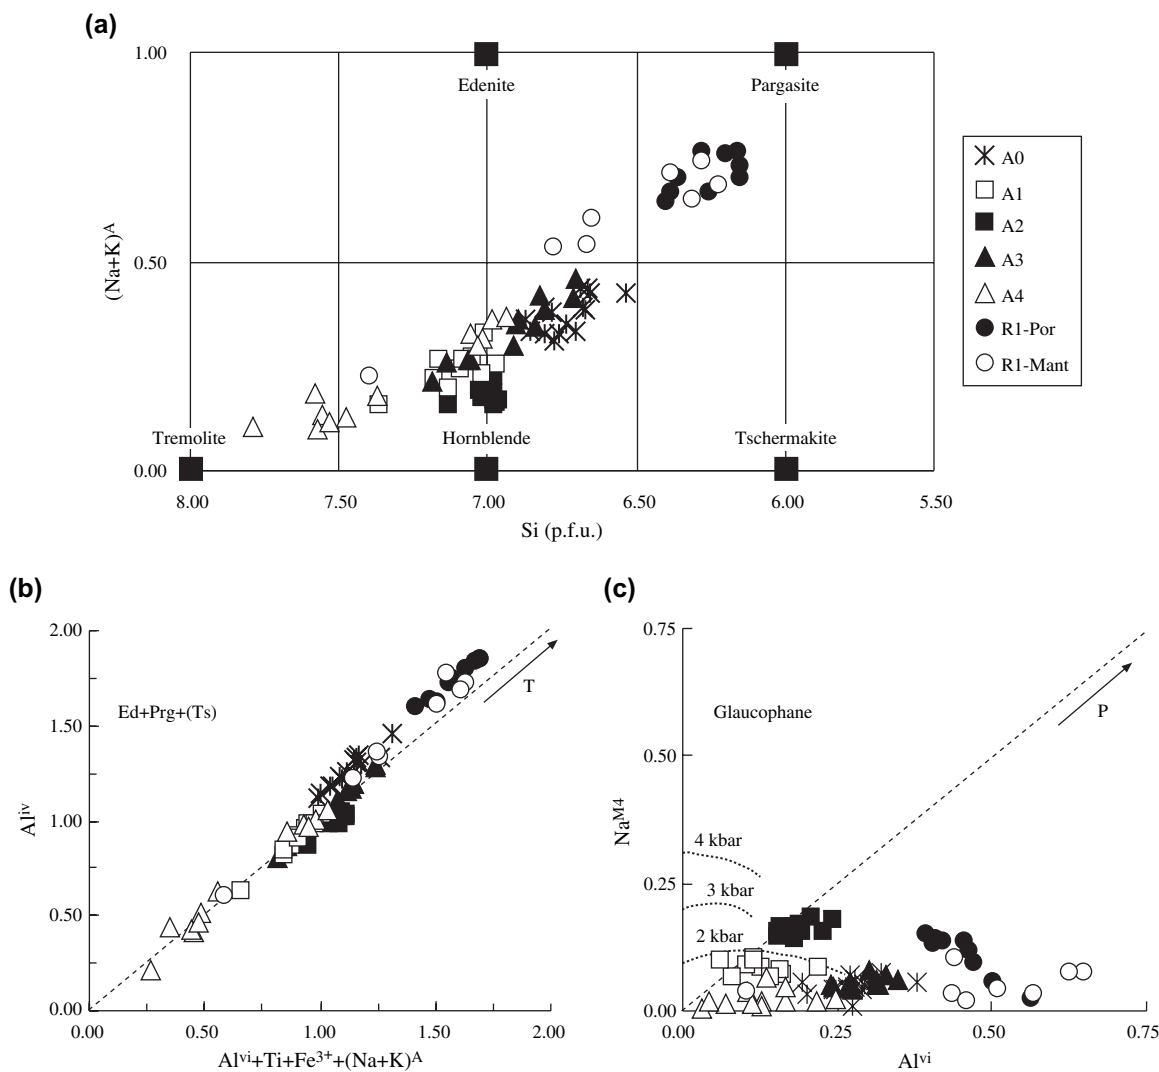 (a)
1.00
Edenite
Pargasite
A0
A1
A2
A3
A4
R1-Por
R1-Mant
(Na+K)ᴬ
0.50
Tremolite
Hornblende
Tschermakite
0.00
8.00 7.50 7.00 6.50 6.00 5.50
Si (p.f.u.)
(b)
2.00
T
1.50
Ed+Prg+(Ts)
Alⁱᵛ
1.00
0.50
0.00
0.00 0.50 1.00 1.50 2.00
Alᵛⁱ+Ti+Fe³⁺+(Na+K)ᴬ
(c)
0.75
P
Glaucophane
0.50
Naᴹ⁴
4 kbar
0.25
3 kbar
2 kbar
0.00
0.00 0.25 0.50 0.75
Alᵛⁱ